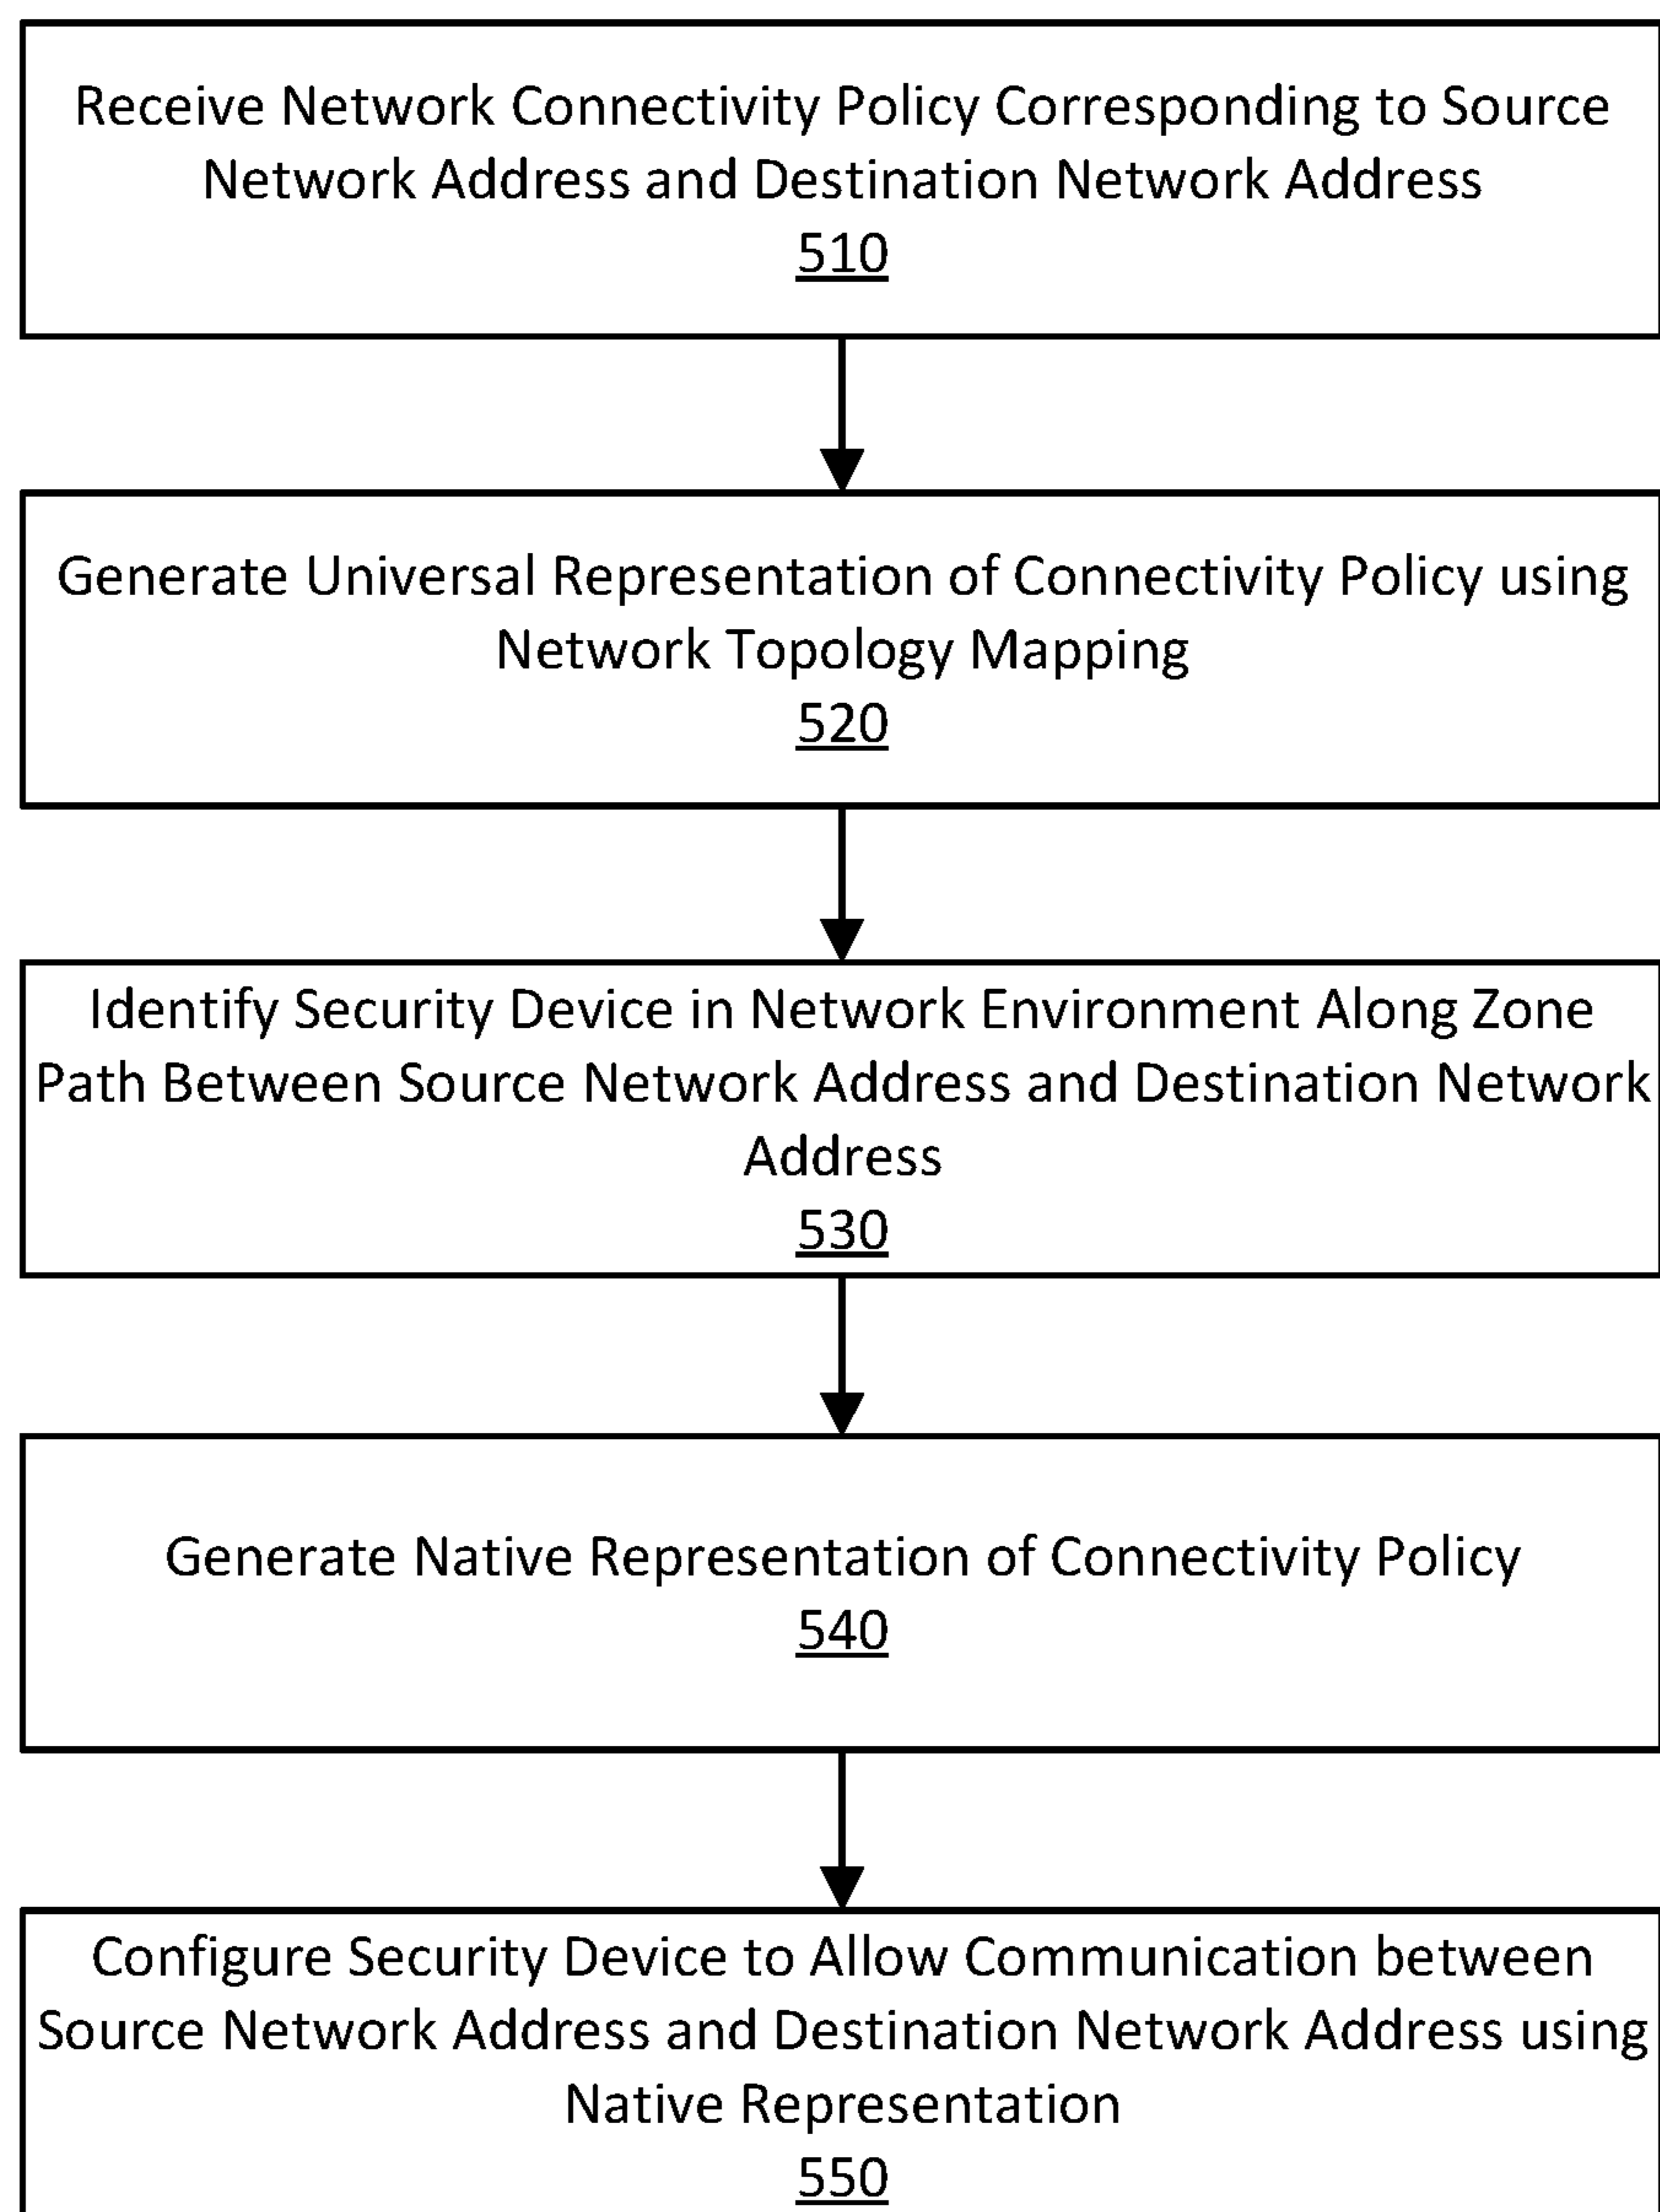 Receive Network Connectivity Policy Corresponding to Source
Network Address and Destination Network Address
510
Generate Universal Representation of Connectivity Policy using
Network Topology Mapping
520
Identify Security Device in Network Environment Along Zone
Path Between Source Network Address and Destination Network
Address
530
Generate Native Representation of Connectivity Policy
540
Configure Security Device to Allow Communication between
Source Network Address and Destination Network Address using
Native Representation
550